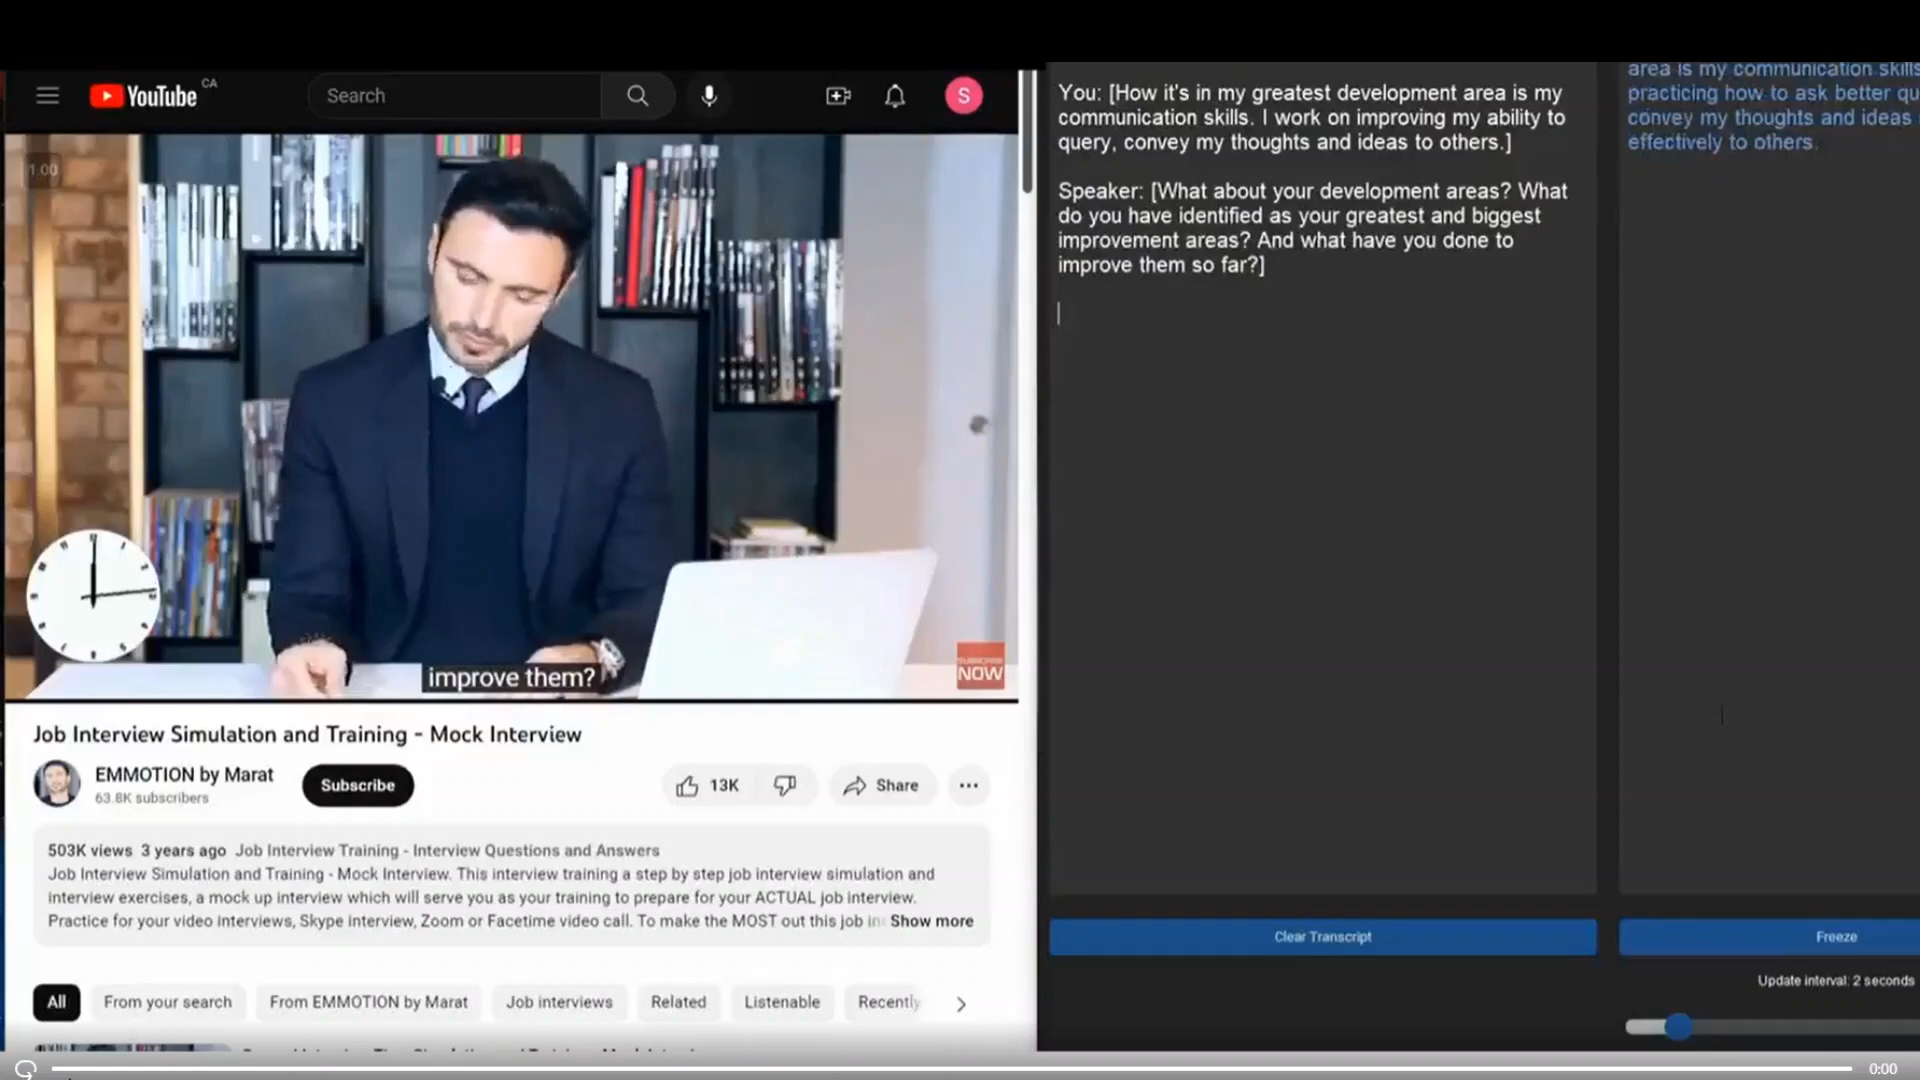 YouTube CA
Search
S
1.00
improve them?
SUBSCRIBE
NOW
Job Interview Simulation and Training - Mock Interview
EMMOTION by Marat
63.8K subscribers
Subscribe
13K
Share
503K views 3 years ago Job Interview Training - Interview Questions and Answers
Job Interview Simulation and Training - Mock Interview. This interview training a step by step job interview simulation and
interview exercises, a mock up interview which will serve you as your training to prepare for your ACTUAL job interview.
Practice for your video interviews, Skype interview, Zoom or Facetime video call. To make the MOST out this job in Show more
All
From your search
From EMMOTION by Marat
Job interviews
Related
Listenable
Recently
You: [How it's in my greatest development area is my
communication skills. I work on improving my ability to
query, convey my thoughts and ideas to others.]
Speaker: [What about your development areas? What
do you have identified as your greatest and biggest
improvement areas? And what have you done to
improve them so far?]
Clear Transcript
area is my communication skills
practicing how to ask better qu
convey my thoughts and ideas
effectively to others.
Freeze
Update interval: 2 seconds
0:00